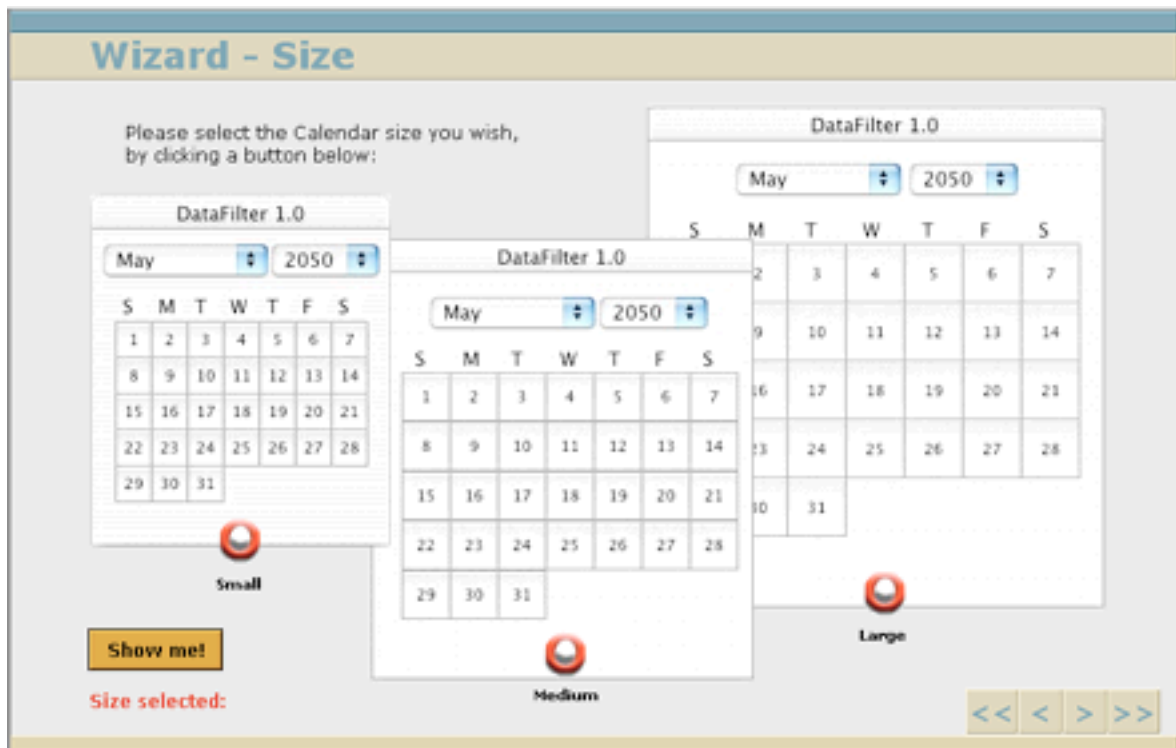 Wizard - Size
Please select the Calendar size you wish,
by clicking a button below:
DataFilter 1.0
May 2050
S M T W T F S
1 2 3 4 5 6 7
8 9 10 11 12 13 14
15 16 17 18 19 20 21
22 23 24 25 26 27 28
29 30 31
Small
DataFilter 1.0
May 2050
S M T W T F S
1 2 3 4 5 6 7
8 9 10 11 12 13 14
15 16 17 18 19 20 21
22 23 24 25 26 27 28
29 30 31
Medium
DataFilter 1.0
May 2050
S M T W T F S
2 3 4 5 6 7
9 10 11 12 13 14
16 17 18 19 20 21
23 24 25 26 27 28
30 31
Large
Show me!
Size selected:
<< < > >>